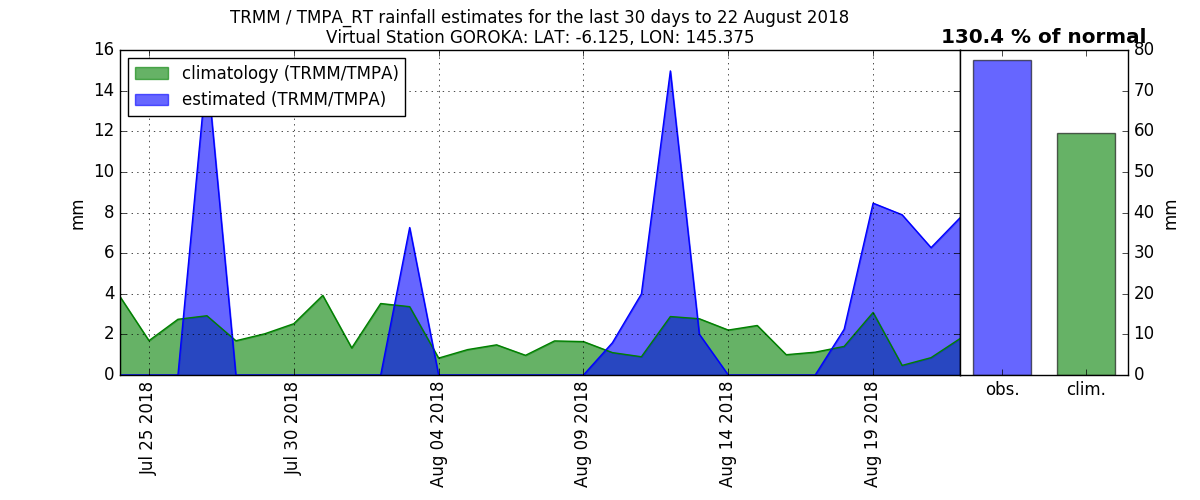 TRMM / TMPA_RT rainfall estimates for the last 30 days to 22 August 2018
Virtual Station GOROKA: LAT: -6.125, LON: 145.375
130.4 % of normal
climatology (TRMM/TMPA)
estimated (TRMM/TMPA)
16
14
12
10
8
6
4
2
0
mm
Jul 25 2018
Jul 30 2018
Aug 04 2018
Aug 09 2018
Aug 14 2018
Aug 19 2018
80
70
60
50
40
30
20
10
0
mm
obs.
clim.